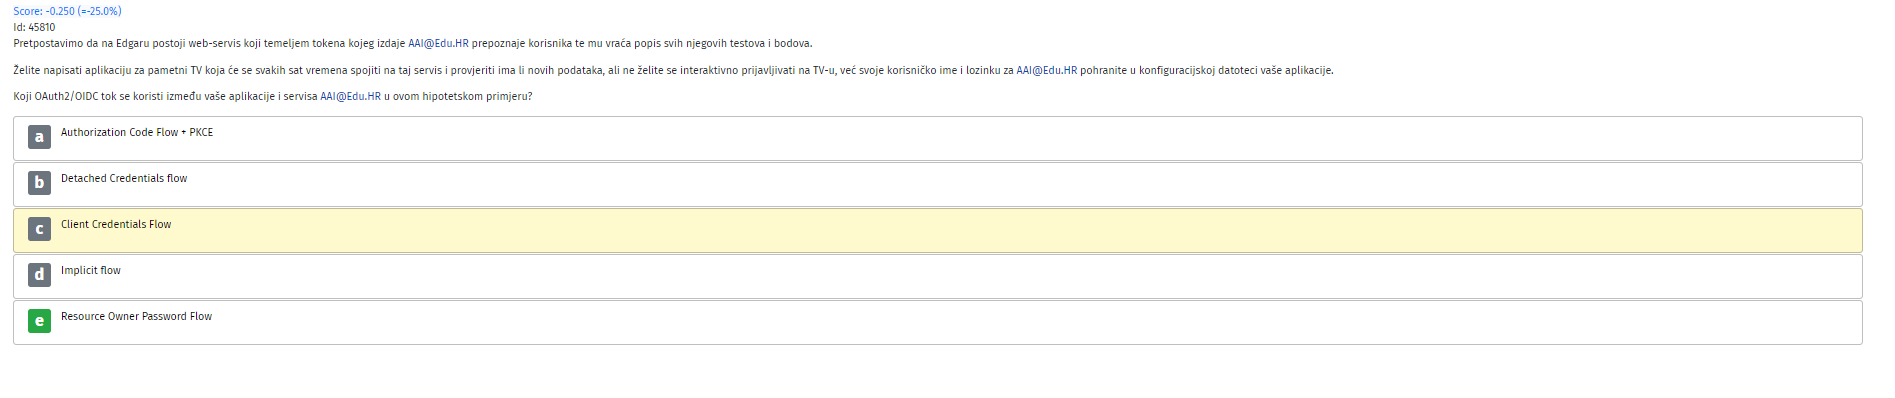 Score: -0.250 (=-25.0%)
Id: 45810
Pretpostavimo da na Edgaru postoji web-servis koji temeljem tokena kojeg izdaje AAI@Edu.HR prepoznaje korisnika te mu vraća popis svih njegovih testova i bodova.
Želite napisati aplikaciju za pametni TV koja će se svakih sat vremena spojiti na taj servis i provjeriti ima li novih podataka, ali ne želite se interaktivno prijavljivati na TV-u, već svoje korisničko ime i lozinku za AAI@Edu.HR pohranite u konfiguracijskoj datoteci vaše aplikacije.
Koji OAuth2/OIDC tok se koristi između vaše aplikacije i servisa AAI@Edu.HR u ovom hipotetskom primjeru?
a Authorization Code Flow + PKCE
b Detached Credentials flow
c Client Credentials Flow
d Implicit flow
e Resource Owner Password Flow